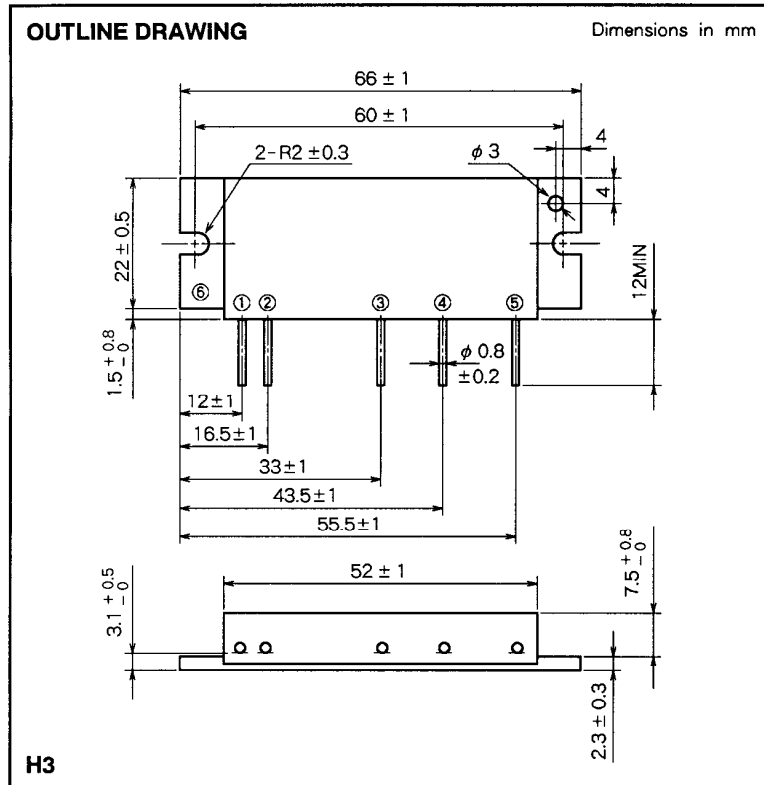 OUTLINE DRAWING
Dimensions in mm
66 ± 1
60 ± 1
4
2-R2 ±0.3
φ 3
4
22 ± 0.5
12MIN
⑥
① ② ③ ④ ⑤
1.5 +0.8 −0
φ 0.8
±0.2
12±1
16.5±1
33±1
43.5±1
55.5±1
52 ± 1
3.1 +0.5 −0
7.5 +0.8 −0
2.3 ± 0.3
H3